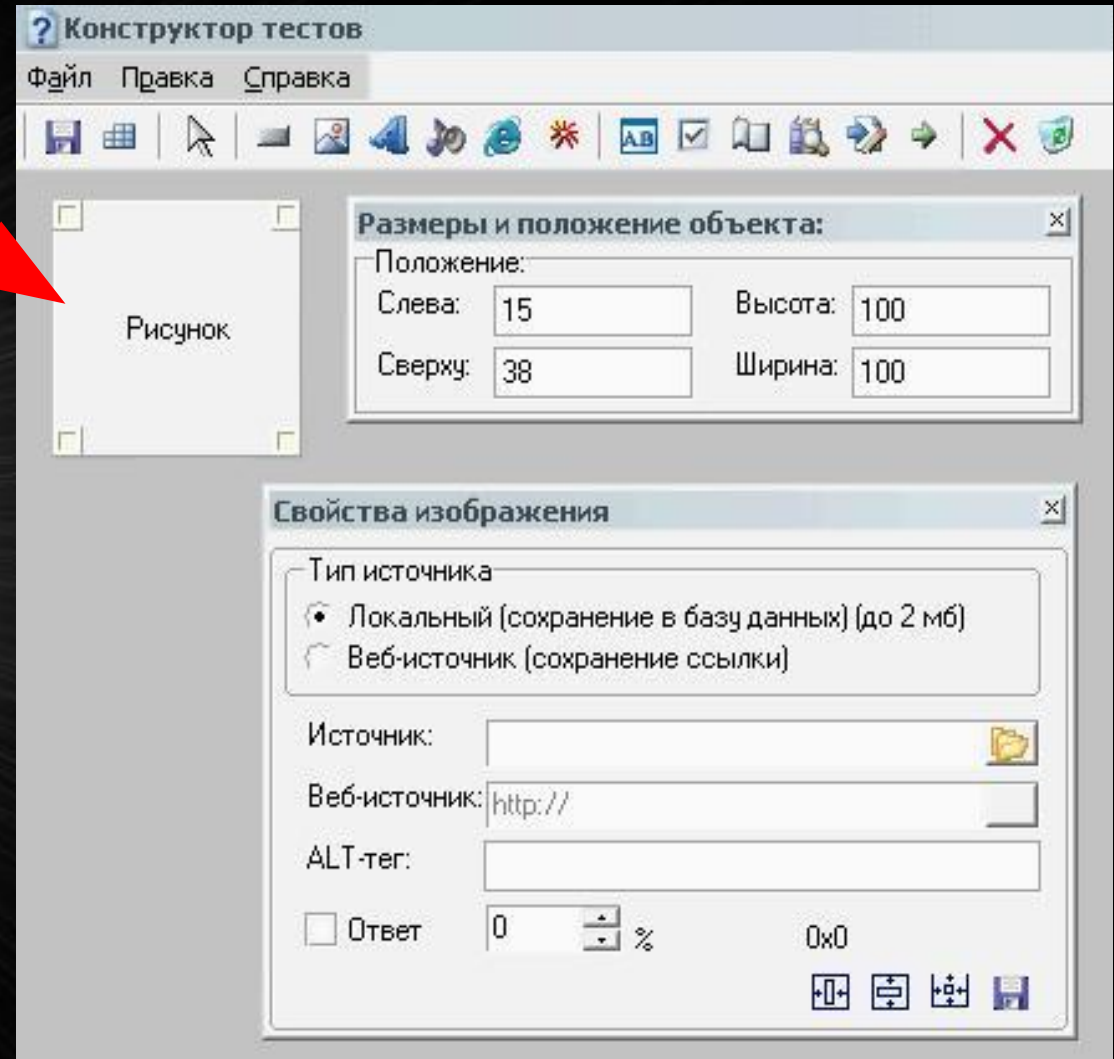 Конструктор тестов
Файл Правка Справка
AB
Рисунок
Размеры и положение объекта:
Положение:
Слева: 15 Высота: 100
Сверху: 38 Ширина: 100
Свойства изображения
Тип источника
Локальный (сохранение в базу данных) (до 2 мб)
Веб-источник (сохранение ссылки)
Источник:
Веб-источник: http://
ALT-тег:
Ответ 0 % 0x0